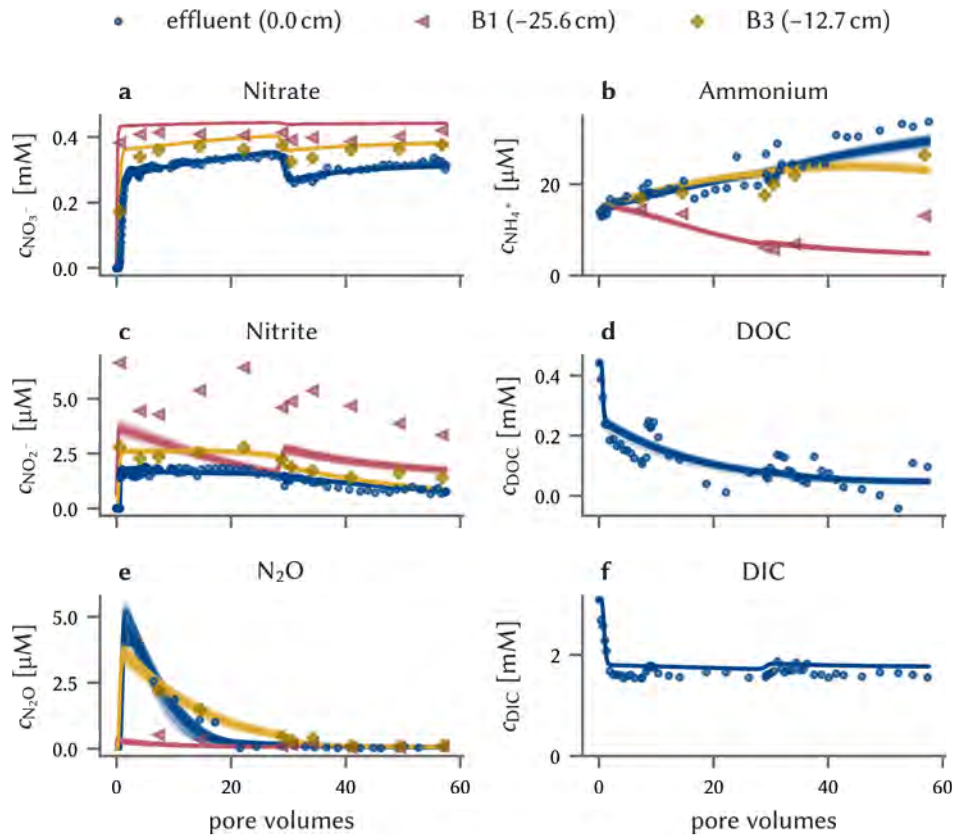 effluent (0.0 cm) B1 (−25.6 cm) B3 (−12.7 cm)
a Nitrate
c_NO₃⁻ [mM]
0.4
0.2
0.0
b Ammonium
c_NH₄⁺ [µM]
20
0
c Nitrite
c_NO₂⁻ [µM]
5.0
2.5
0.0
d DOC
c_DOC [mM]
0.4
0.2
0.0
e N₂O
c_N₂O [µM]
5.0
2.5
0.0
0 20 40 60
pore volumes
f DIC
c_DIC [mM]
2
0
0 20 40 60
pore volumes